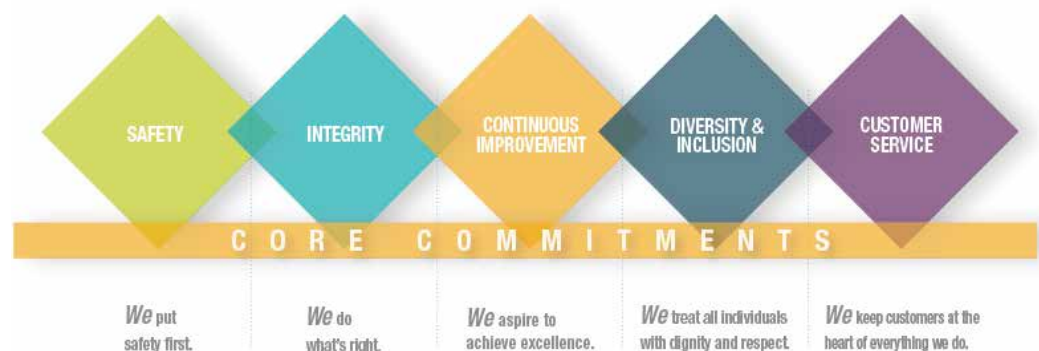 SAFETY
INTEGRITY
CONTINUOUS
IMPROVEMENT
DIVERSITY &
INCLUSION
CUSTOMER
SERVICE
CORE COMMITMENTS
We put
safety first.
We do
what's right.
We aspire to
achieve excellence.
We treat all individuals
with dignity and respect.
We keep customers at the
heart of everything we do.